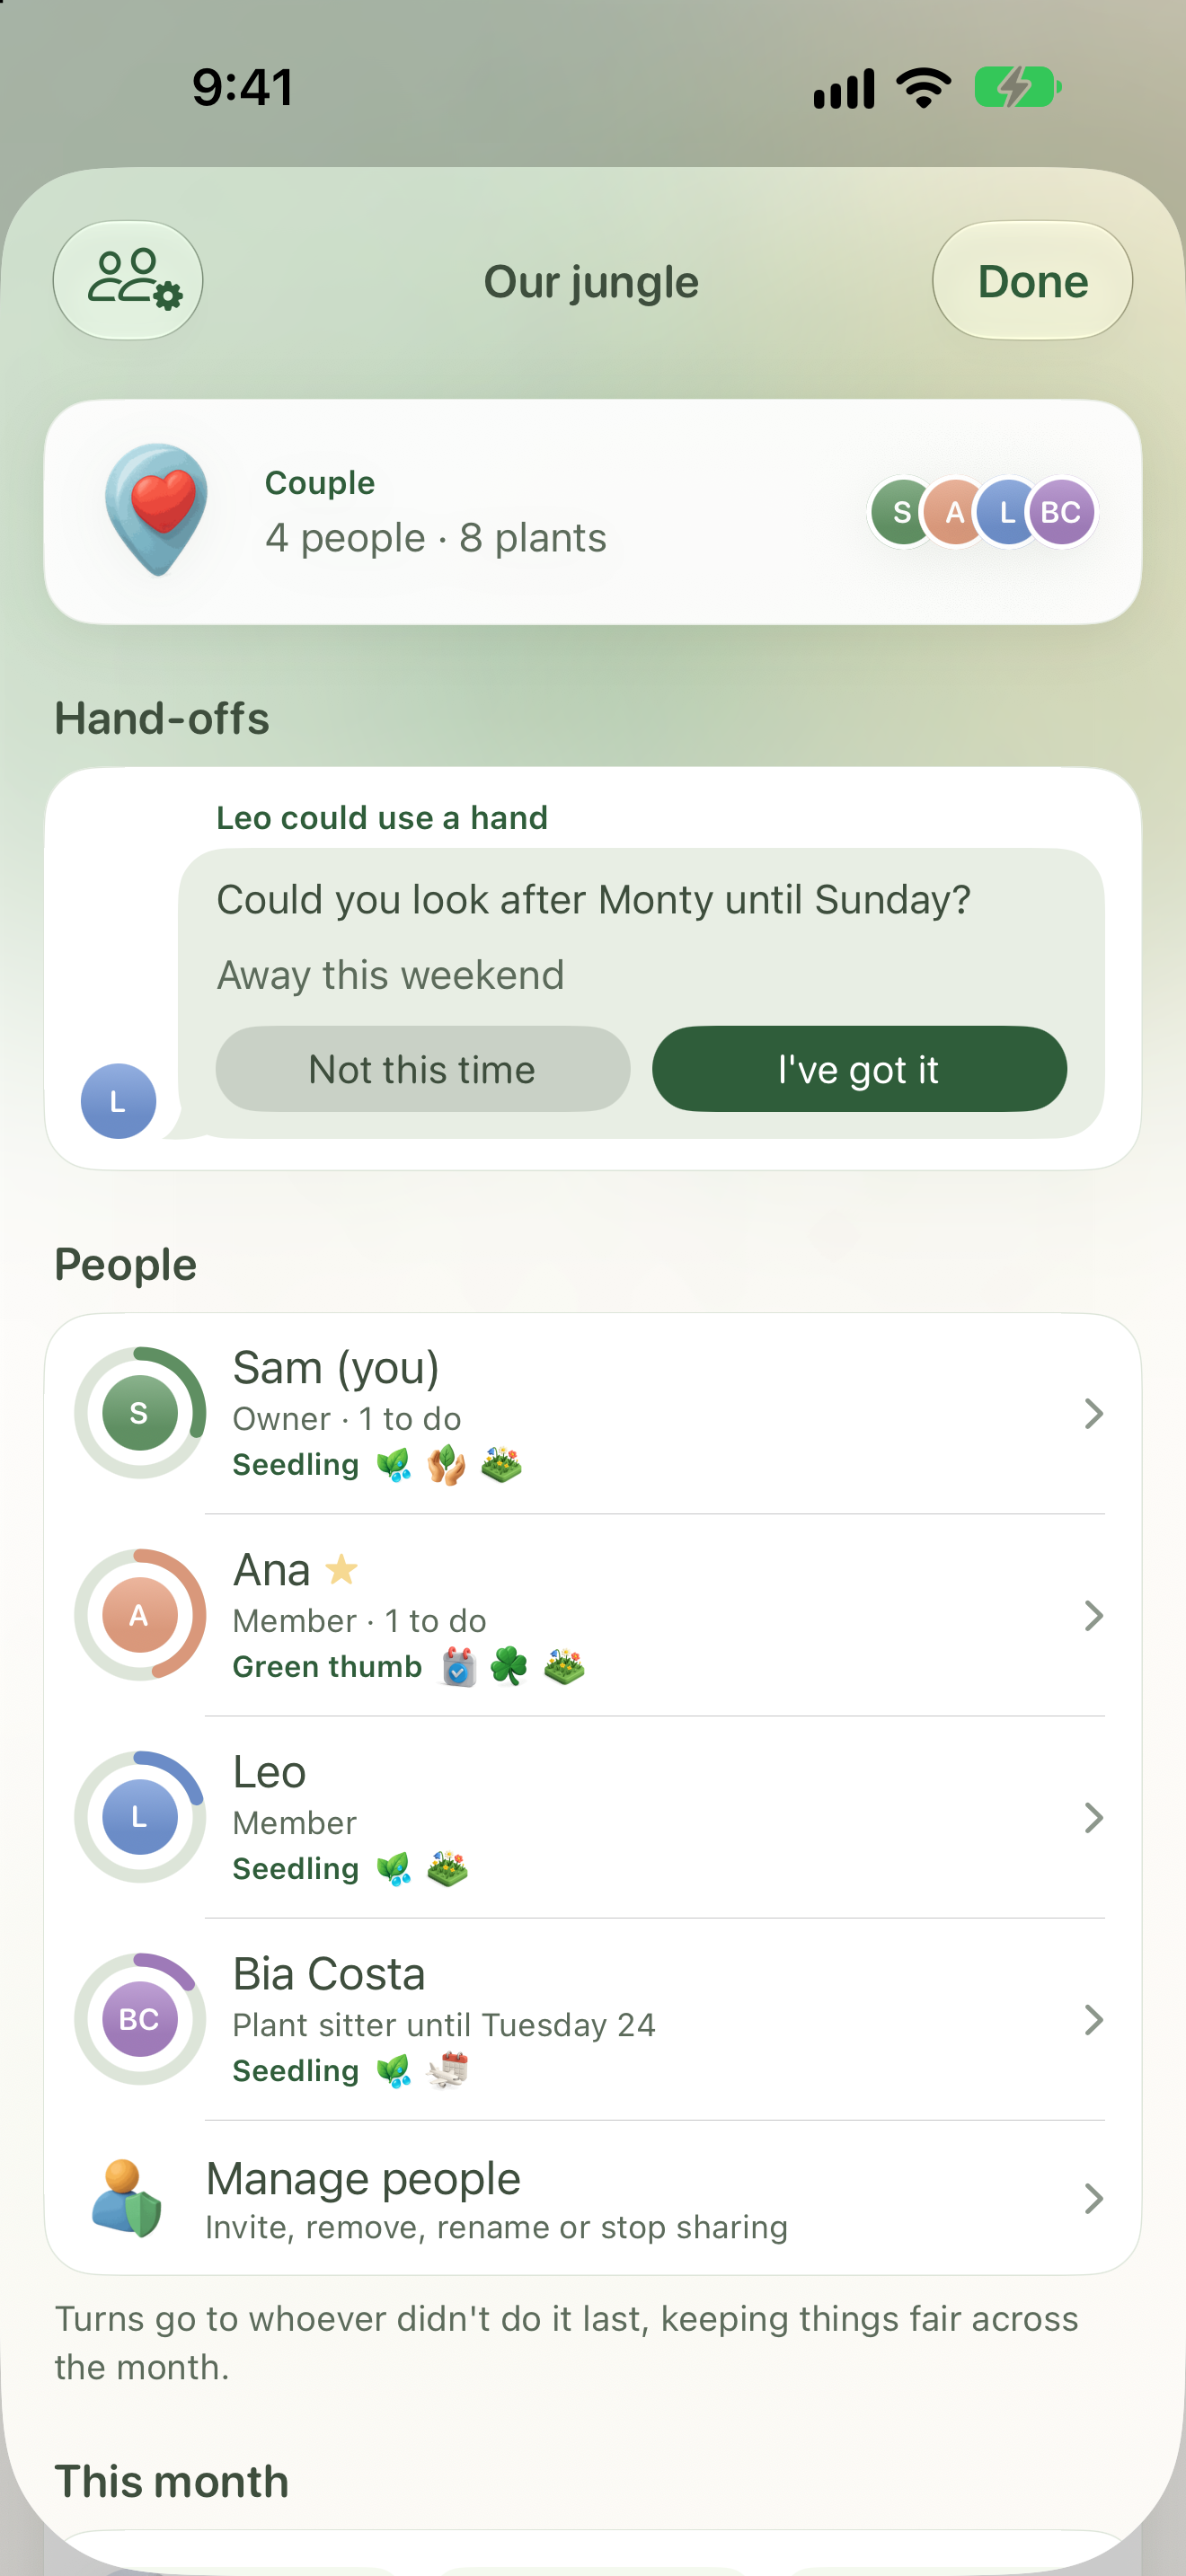 9:41
Our jungle
Done
Couple
4 people · 8 plants
S A L BC
Hand-offs
Leo could use a hand
Could you look after Monty until Sunday?
Away this weekend
Not this time
I've got it
L
People
S
Sam (you)
Owner · 1 to do
Seedling
A
Ana
Member · 1 to do
Green thumb
L
Leo
Member
Seedling
BC
Bia Costa
Plant sitter until Tuesday 24
Seedling
Manage people
Invite, remove, rename or stop sharing
Turns go to whoever didn't do it last, keeping things fair across
the month.
This month